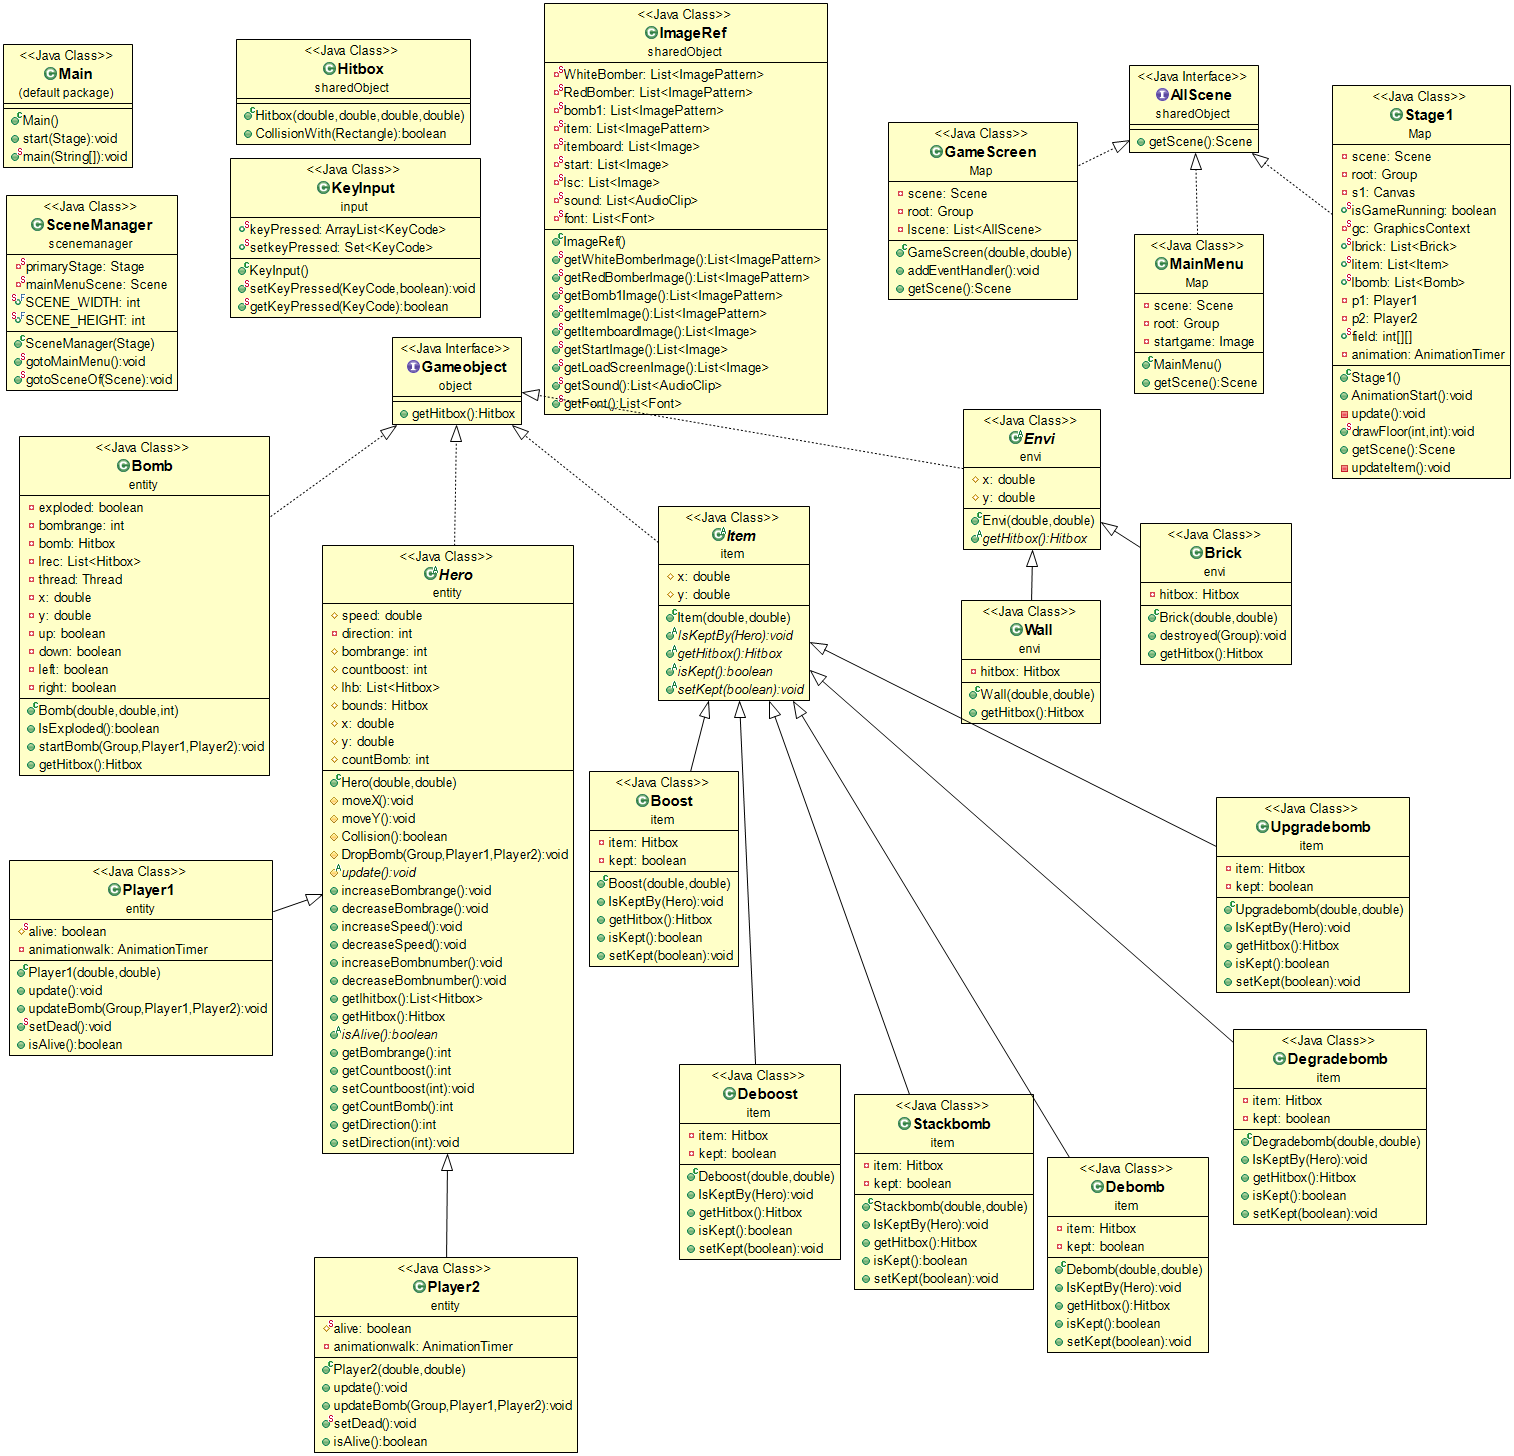 <<Java Class>>
Main
(default package)
Main()
start(Stage):void
main(String[]):void
<<Java Class>>
Hitbox
sharedObject
Hitbox(double,double,double,double)
CollisionWith(Rectangle):boolean
<<Java Class>>
ImageRef
sharedObject
WhiteBomber: List<ImagePattern>
RedBomber: List<ImagePattern>
bomb1: List<ImagePattern>
item: List<ImagePattern>
itemboard: List<Image>
start: List<Image>
lsc: List<Image>
sound: List<AudioClip>
font: List<Font>
ImageRef()
getWhiteBomberImage():List<ImagePattern>
getRedBomberImage():List<ImagePattern>
getBomb1Image():List<ImagePattern>
getItemImage():List<ImagePattern>
getItemboardImage():List<Image>
getStartImage():List<Image>
getLoadScreenImage():List<Image>
getSound():List<AudioClip>
getFont():List<Font>
<<Java Interface>>
AllScene
sharedObject
getScene():Scene
<<Java Class>>
Stage1
Map
scene: Scene
root: Group
s1: Canvas
isGameRunning: boolean
gc: GraphicsContext
lbrick: List<Brick>
litem: List<Item>
lbomb: List<Bomb>
p1: Player1
p2: Player2
field: int[][]
animation: AnimationTimer
Stage1()
AnimationStart():void
update():void
drawFloor(int,int):void
getScene():Scene
updateItem():void
<<Java Class>>
GameScreen
Map
scene: Scene
root: Group
lscene: List<AllScene>
GameScreen(double,double)
addEventHandler():void
getScene():Scene
<<Java Class>>
KeyInput
input
keyPressed: ArrayList<KeyCode>
setkeyPressed: Set<KeyCode>
KeyInput()
setKeyPressed(KeyCode,boolean):void
getKeyPressed(KeyCode):boolean
<<Java Class>>
SceneManager
scenemanager
primaryStage: Stage
mainMenuScene: Scene
SCENE_WIDTH: int
SCENE_HEIGHT: int
SceneManager(Stage)
gotoMainMenu():void
gotoSceneOf(Scene):void
<<Java Class>>
MainMenu
Map
scene: Scene
root: Group
startgame: Image
MainMenu()
getScene():Scene
<<Java Interface>>
Gameobject
object
getHitbox():Hitbox
<<Java Class>>
Envi
envi
x: double
y: double
Envi(double,double)
getHitbox():Hitbox
<<Java Class>>
Bomb
entity
exploded: boolean
bombrange: int
bomb: Hitbox
lrec: List<Hitbox>
thread: Thread
x: double
y: double
up: boolean
down: boolean
left: boolean
right: boolean
Bomb(double,double,int)
IsExploded():boolean
startBomb(Group,Player1,Player2):void
getHitbox():Hitbox
<<Java Class>>
Item
item
x: double
y: double
Item(double,double)
IsKeptBy(Hero):void
getHitbox():Hitbox
isKept():boolean
setKept(boolean):void
<<Java Class>>
Brick
envi
hitbox: Hitbox
Brick(double,double)
destroyed(Group):void
getHitbox():Hitbox
<<Java Class>>
Hero
entity
speed: double
direction: int
bombrange: int
countboost: int
lhb: List<Hitbox>
bounds: Hitbox
x: double
y: double
countBomb: int
Hero(double,double)
moveX():void
moveY():void
Collision():boolean
DropBomb(Group,Player1,Player2):void
update():void
increaseBombrange():void
decreaseBombrage():void
increaseSpeed():void
decreaseSpeed():void
increaseBombnumber():void
decreaseBombnumber():void
getlhitbox():List<Hitbox>
getHitbox():Hitbox
isAlive():boolean
getBombrange():int
getCountboost():int
setCountboost(int):void
getCountBomb():int
getDirection():int
setDirection(int):void
<<Java Class>>
Wall
envi
hitbox: Hitbox
Wall(double,double)
getHitbox():Hitbox
<<Java Class>>
Boost
item
item: Hitbox
kept: boolean
Boost(double,double)
IsKeptBy(Hero):void
getHitbox():Hitbox
isKept():boolean
setKept(boolean):void
<<Java Class>>
Upgradebomb
item
item: Hitbox
kept: boolean
Upgradebomb(double,double)
IsKeptBy(Hero):void
getHitbox():Hitbox
isKept():boolean
setKept(boolean):void
<<Java Class>>
Player1
entity
alive: boolean
animationwalk: AnimationTimer
Player1(double,double)
update():void
updateBomb(Group,Player1,Player2):void
setDead():void
isAlive():boolean
<<Java Class>>
Degradebomb
item
item: Hitbox
kept: boolean
Degradebomb(double,double)
IsKeptBy(Hero):void
getHitbox():Hitbox
isKept():boolean
setKept(boolean):void
<<Java Class>>
Deboost
item
item: Hitbox
kept: boolean
Deboost(double,double)
IsKeptBy(Hero):void
getHitbox():Hitbox
isKept():boolean
setKept(boolean):void
<<Java Class>>
Stackbomb
item
item: Hitbox
kept: boolean
Stackbomb(double,double)
IsKeptBy(Hero):void
getHitbox():Hitbox
isKept():boolean
setKept(boolean):void
<<Java Class>>
Debomb
item
item: Hitbox
kept: boolean
Debomb(double,double)
IsKeptBy(Hero):void
getHitbox():Hitbox
isKept():boolean
setKept(boolean):void
<<Java Class>>
Player2
entity
alive: boolean
animationwalk: AnimationTimer
Player2(double,double)
update():void
updateBomb(Group,Player1,Player2):void
setDead():void
isAlive():boolean